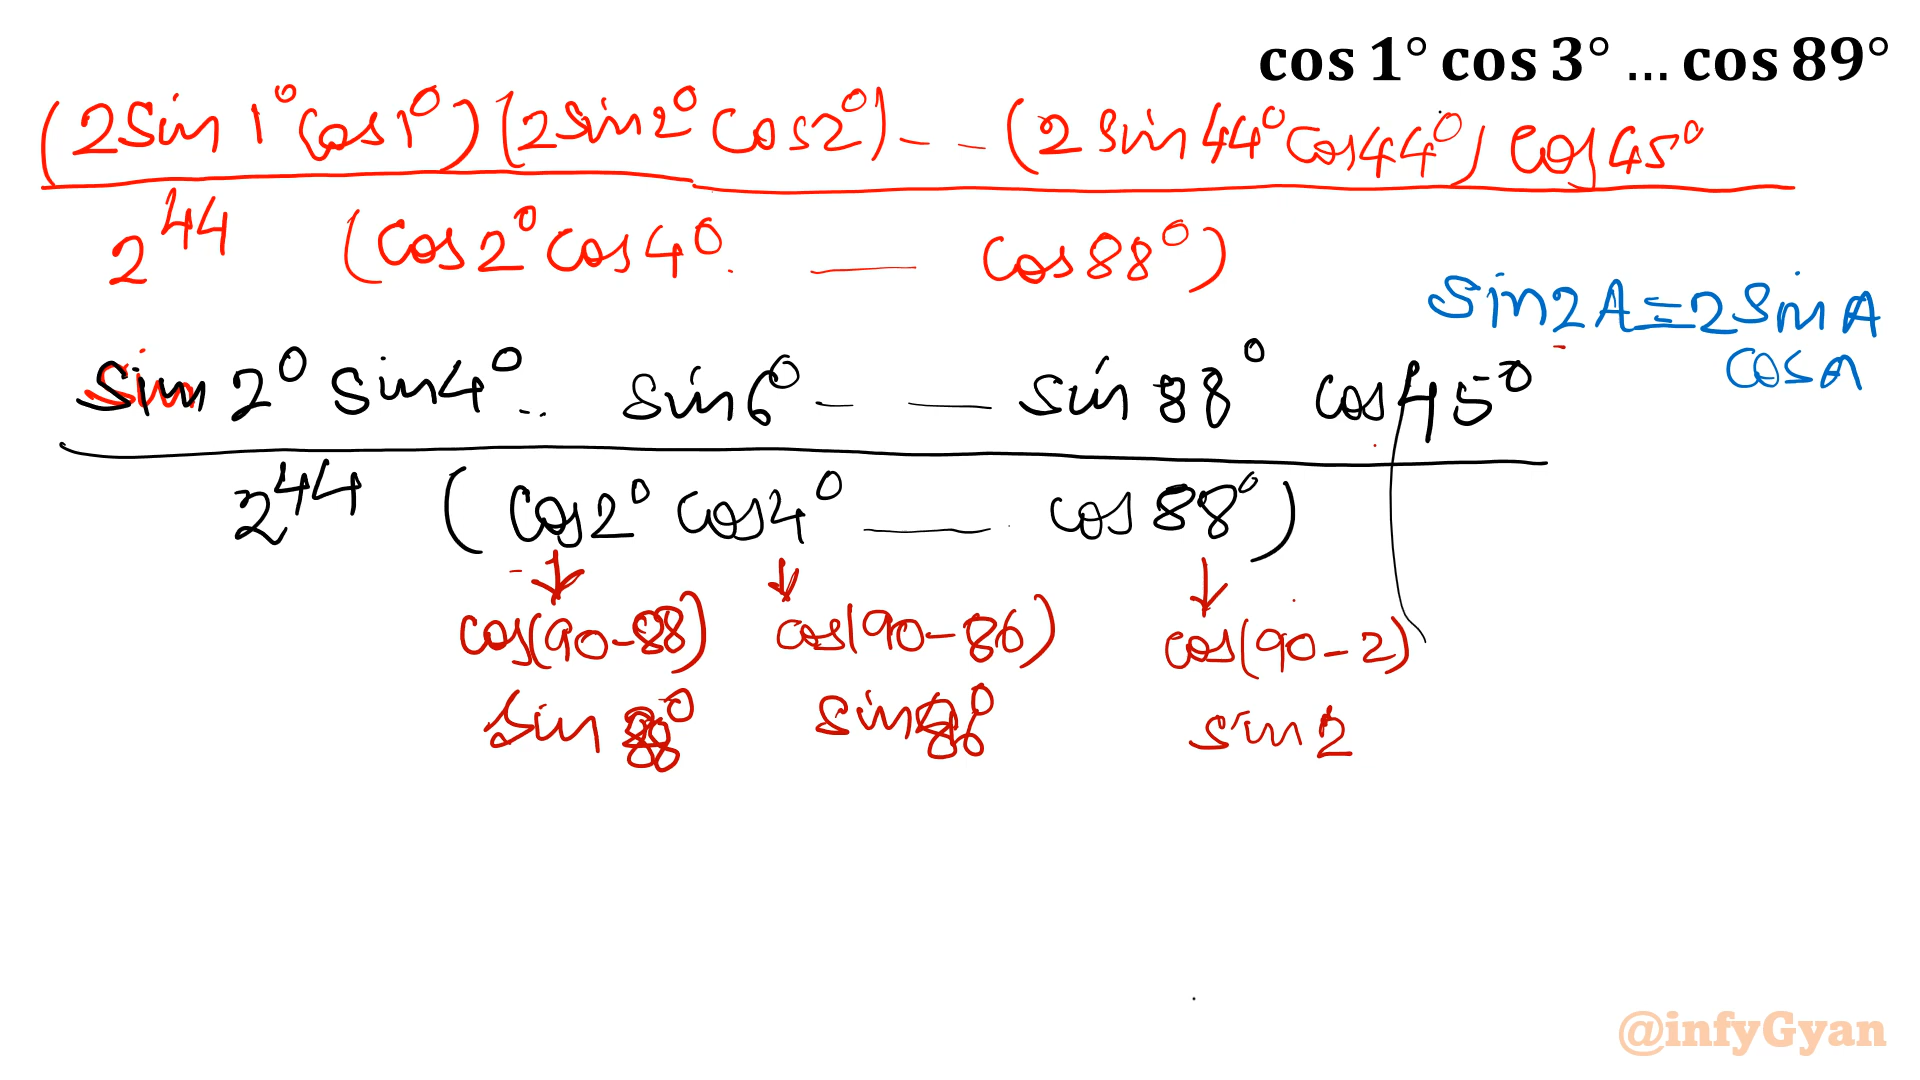 cos 1° cos 3° ... cos 89°
(2 sin 1° cos 1°) (2 sin 2° cos 2°) - - (2 sin 44° cos 44°) cos 45°
2^44 (cos 2° cos 4° . — cos 88°)
sin 2A = 2 sin A
cos A
sin 2° sin 4° .. sin 6° - — sin 88° cos 45°
2^44 (cos 2° cos 4° — cos 88°)
↓ ↓ ↓
cos(90-88) cos(90-86) cos(90-2)
sin 88° sin 86° sin 2
@infyGyan